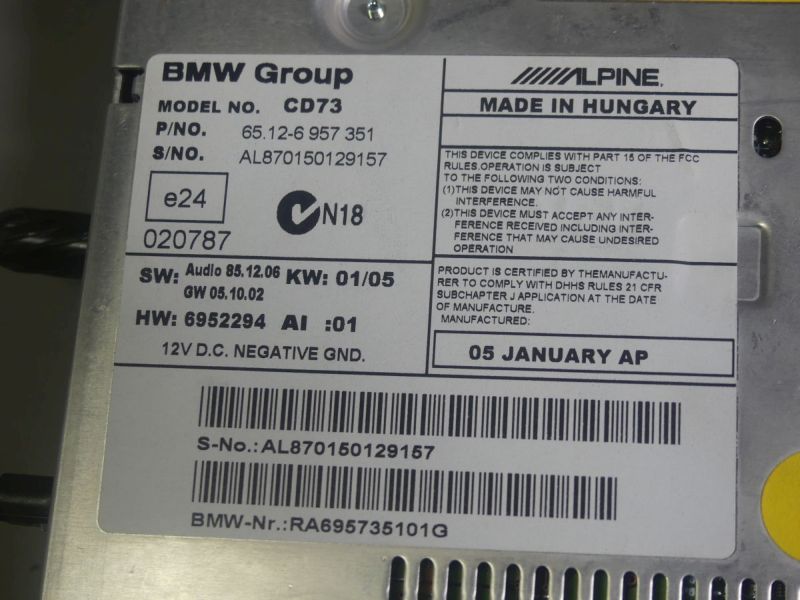 BMW Group
MODEL NO. CD73
P/NO. 65.12-6 957 351
S/NO. AL870150129157
e24
020787
N18
SW: Audio 85.12.06 KW: 01/05
GW 05.10.02
HW: 6952294 AI :01
12V D.C. NEGATIVE GND.
ALPINE
MADE IN HUNGARY
THIS DEVICE COMPLIES WITH PART 15 OF THE FCC
RULES.OPERATION IS SUBJECT
TO THE FOLLOWING TWO CONDITIONS:
(1)THIS DEVICE MAY NOT CAUSE HARMFUL
INTERFERENCE.
(2)THIS DEVICE MUST ACCEPT ANY INTER-
FERENCE RECEIVED INCLUDING INTER-
FERENCE THAT MAY CAUSE UNDESIRED
OPERATION
PRODUCT IS CERTIFIED BY THEMANUFACTU-
RER TO COMPLY WITH DHHS RULES 21 CFR
SUBCHAPTER J APPLICATION AT THE DATE
OF MANUFACTURE.
MANUFACTURED:
05 JANUARY AP
S-No.:AL870150129157
BMW-Nr.:RA695735101G